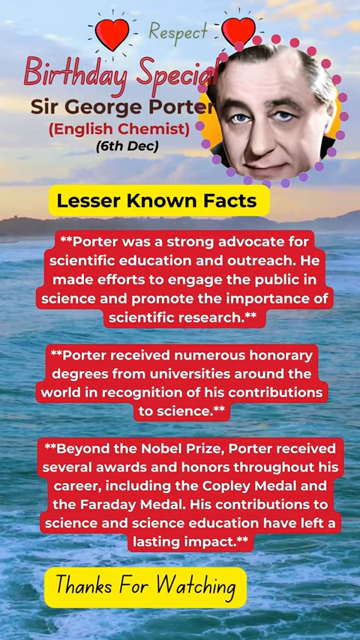 Respect
Birthday Special
Sir George Porter
(English Chemist)
(6th Dec)
Lesser Known Facts
**Porter was a strong advocate for
scientific education and outreach. He
made efforts to engage the public in
science and promote the importance of
scientific research.**
**Porter received numerous honorary
degrees from universities around the
world in recognition of his contributions
to science.**
**Beyond the Nobel Prize, Porter received
several awards and honors throughout his
career, including the Copley Medal and
the Faraday Medal. His contributions to
science and science education have left a
lasting impact.**
Thanks For Watching